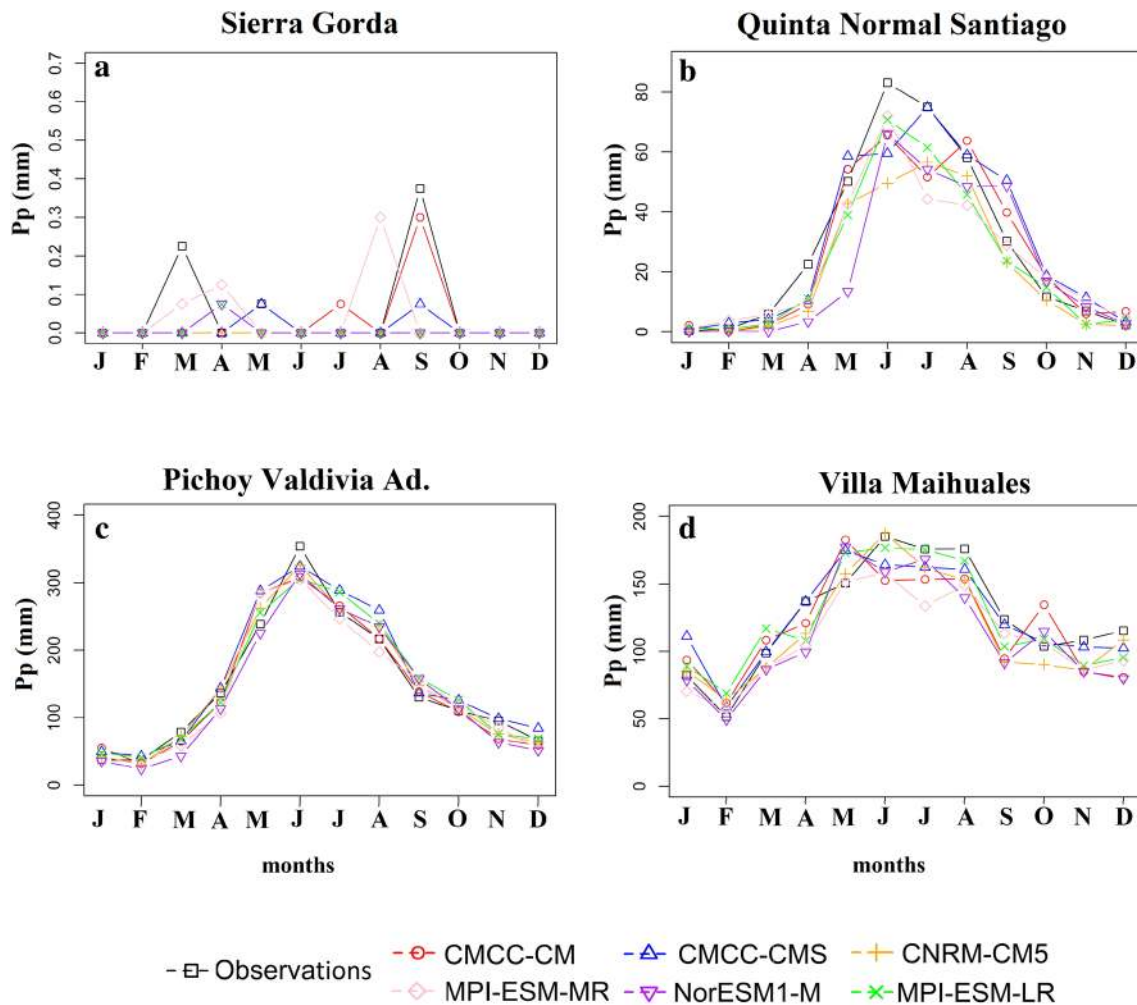 Sierra Gorda
Quinta Normal Santiago
a
b
Pp (mm)
0.7
0.6
0.5
0.4
0.3
0.2
0.1
0.0
J F M A M J J A S O N D
Pp (mm)
80
60
40
20
0
J F M A M J J A S O N D
Pichoy Valdivia Ad.
Villa Maihuales
c
d
Pp (mm)
400
300
200
100
0
J F M A M J J A S O N D
months
Pp (mm)
200
150
100
50
0
J F M A M J J A S O N D
months
Observations
CMCC-CM
CMCC-CMS
CNRM-CM5
MPI-ESM-MR
NorESM1-M
MPI-ESM-LR